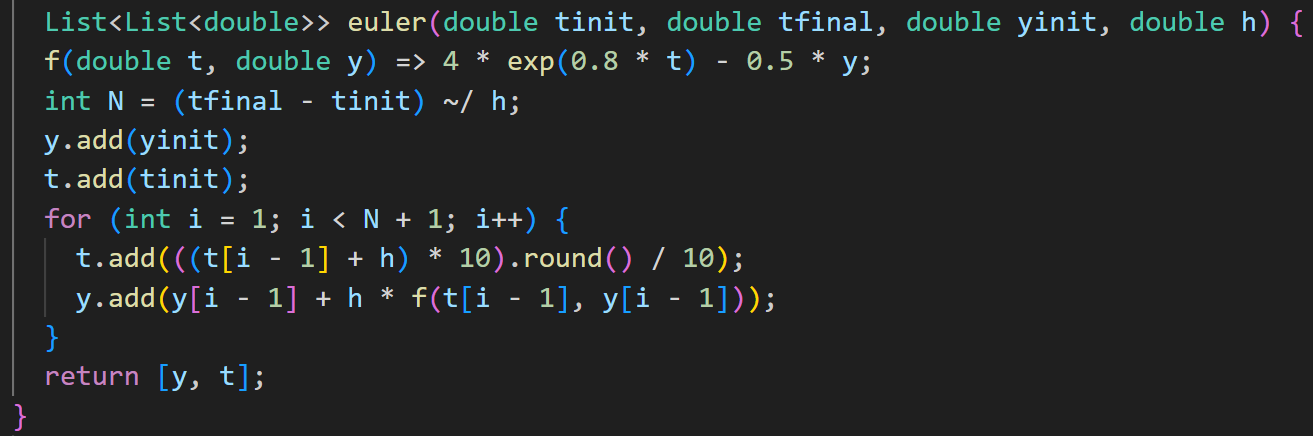 List<List<double>> euler(double tinit, double tfinal, double yinit, double h) {
f(double t, double y) => 4 * exp(0.8 * t) - 0.5 * y;
int N = (tfinal - tinit) ~/ h;
y.add(yinit);
t.add(tinit);
for (int i = 1; i < N + 1; i++) {
t.add(((t[i - 1] + h) * 10).round() / 10);
y.add(y[i - 1] + h * f(t[i - 1], y[i - 1]));
}
return [y, t];
}